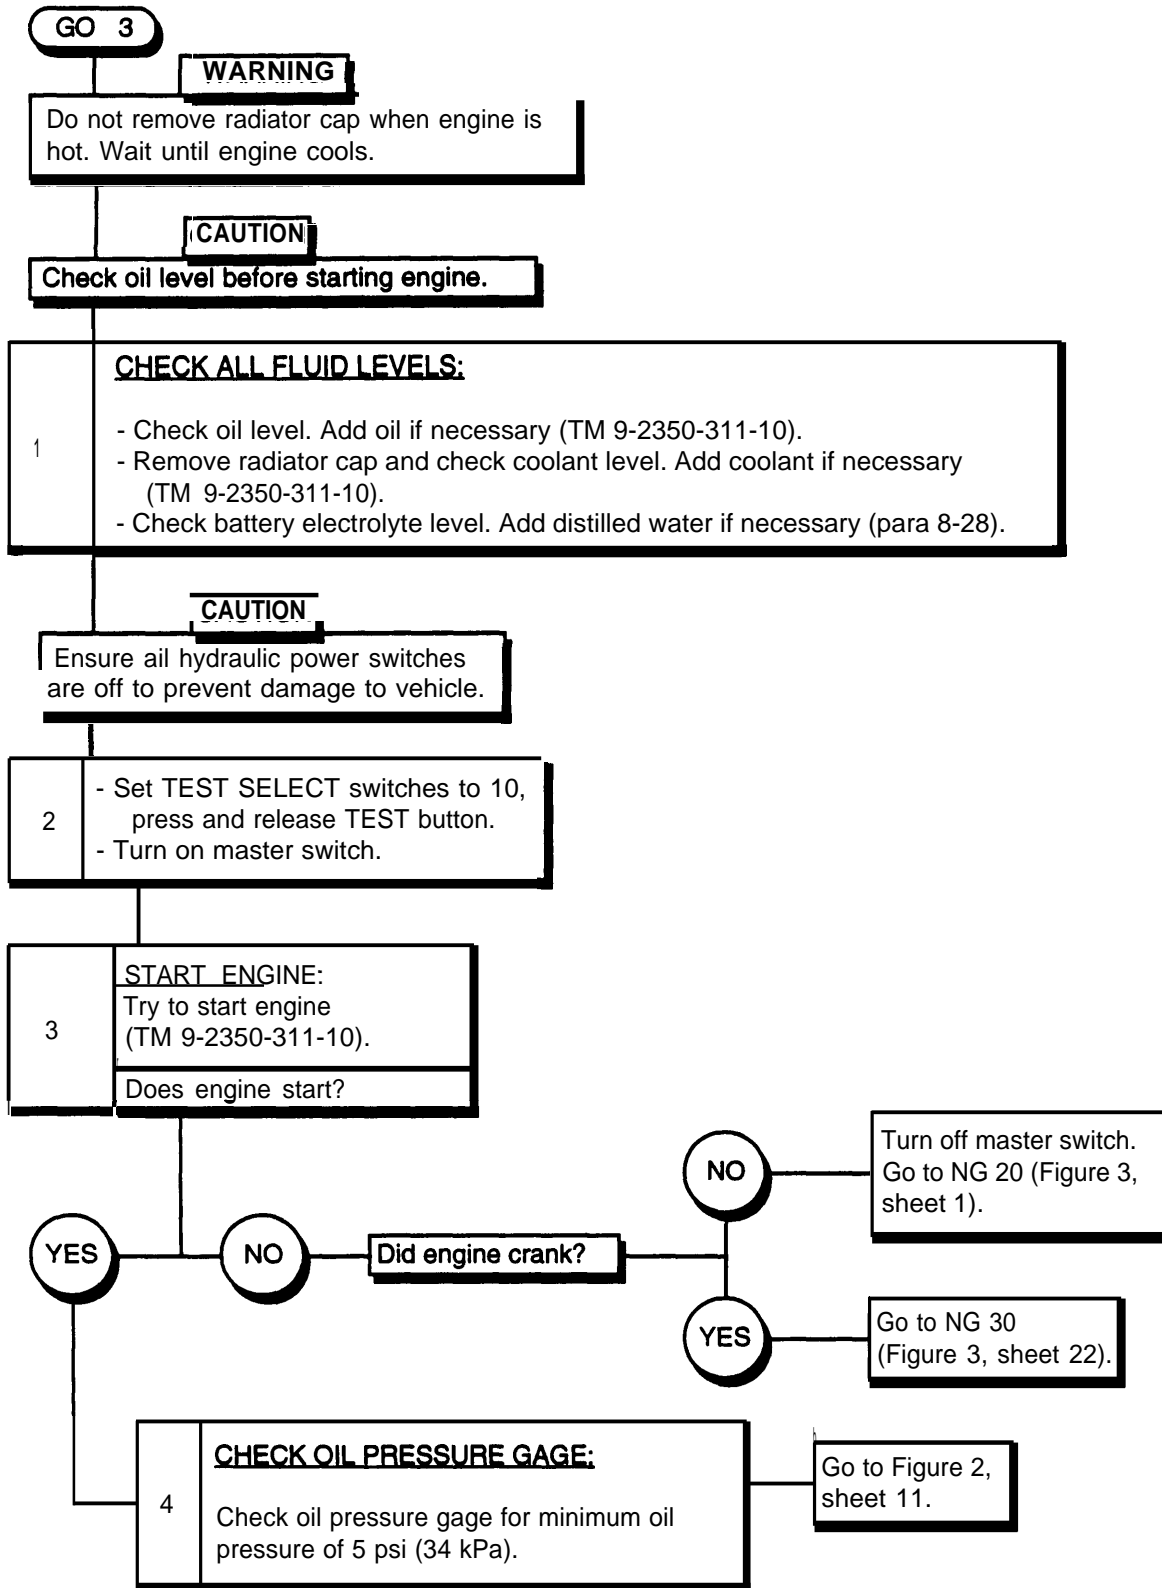 GO 3
WARNING
Do not remove radiator cap when engine is
hot. Wait until engine cools.
CAUTION
Check oil level before starting engine.
1
CHECK ALL FLUID LEVELS:
- Check oil level. Add oil if necessary (TM 9-2350-311-10).
- Remove radiator cap and check coolant level. Add coolant if necessary
(TM 9-2350-311-10).
- Check battery electrolyte level. Add distilled water if necessary (para 8-28).
CAUTION
Ensure ail hydraulic power switches
are off to prevent damage to vehicle.
2
- Set TEST SELECT switches to 10,
press and release TEST button.
- Turn on master switch.
3
START ENGINE:
Try to start engine
(TM 9-2350-311-10).
Does engine start?
YES
NO
Did engine crank?
NO
Turn off master switch.
Go to NG 20 (Figure 3,
sheet 1).
YES
Go to NG 30
(Figure 3, sheet 22).
4
CHECK OIL PRESSURE GAGE:
Check oil pressure gage for minimum oil
pressure of 5 psi (34 kPa).
Go to Figure 2,
sheet 11.